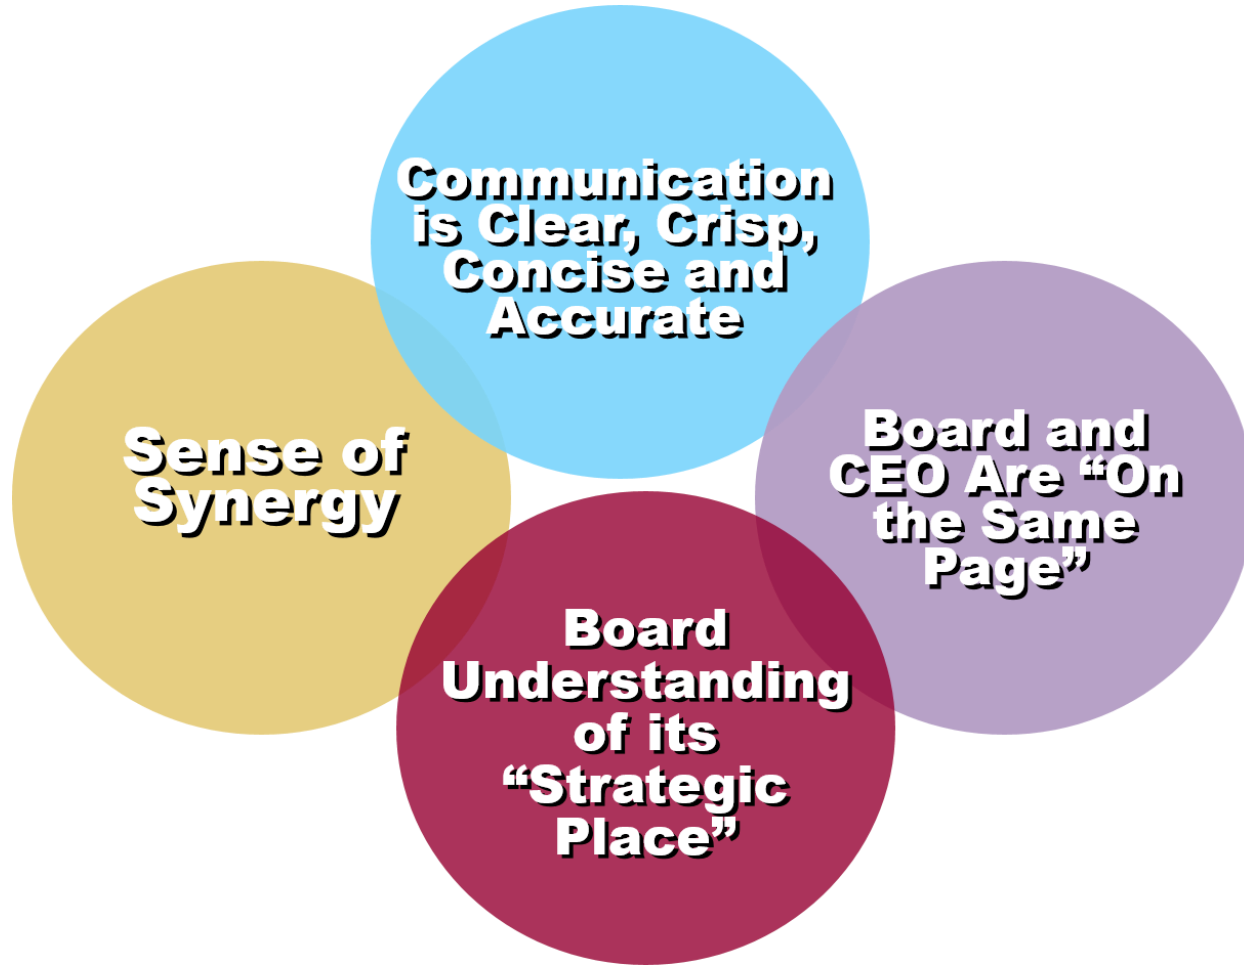 Communication
is Clear, Crisp,
Concise and
Accurate
Sense of
Synergy
Board and
CEO Are “On
the Same
Page”
Board
Understanding
of its
“Strategic
Place”